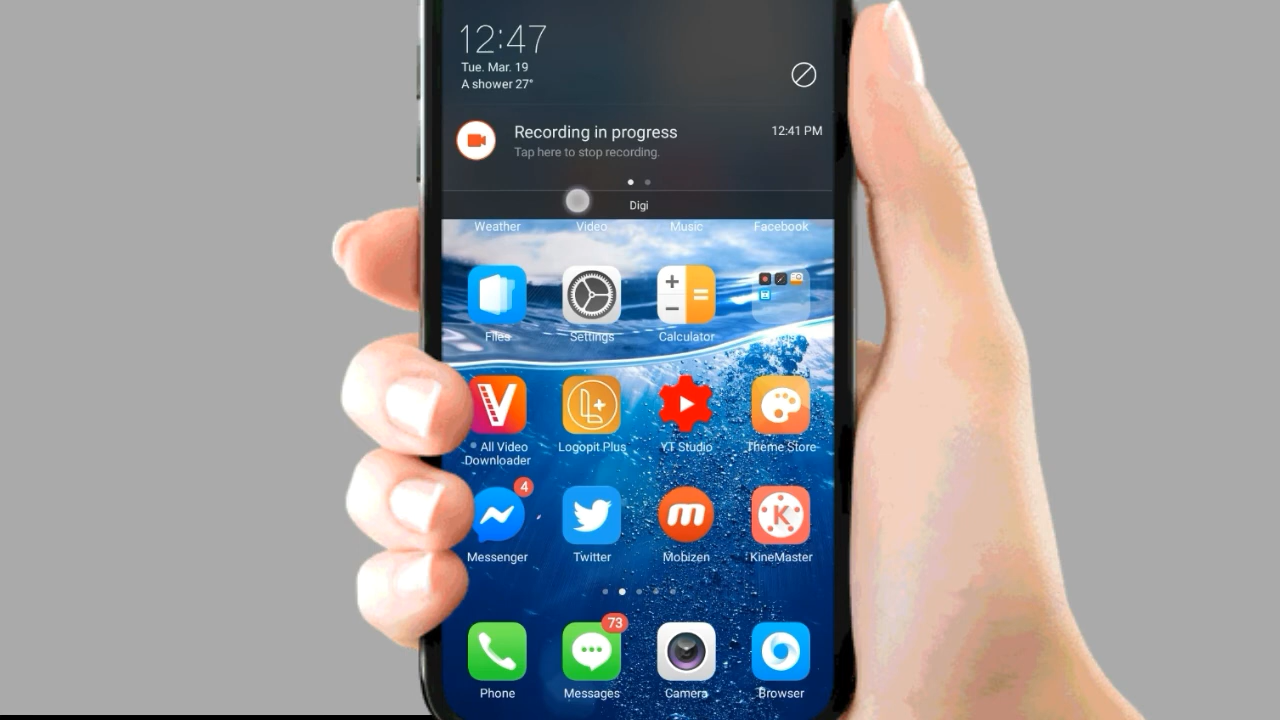 12:47
Tue. Mar. 19
A shower 27°
Recording in progress
12:41 PM
Tap here to stop recording.
Digi
Weather
Video
Music
Facebook
Files
Settings
Calculator
All Video
Downloader
Logopit Plus
YT Studio
Theme Store
4
Messenger
Twitter
Mobizen
KineMaster
73
Phone
Messages
Camera
Browser